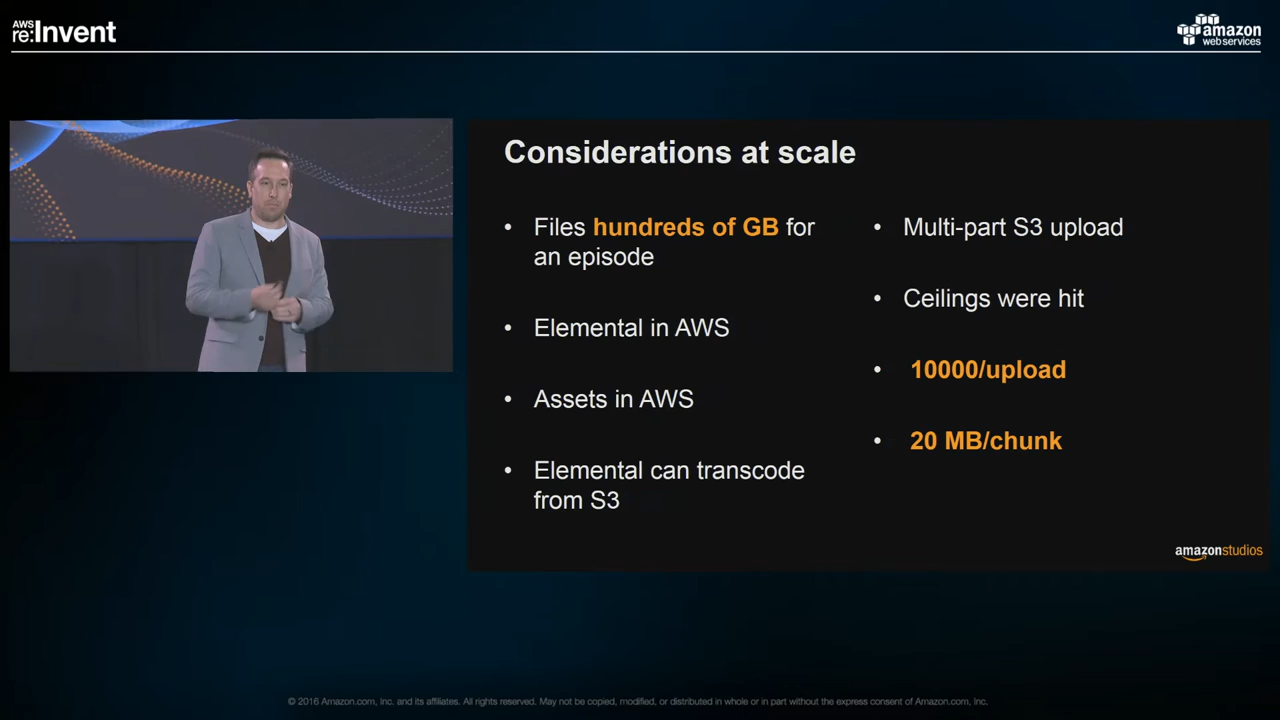 AWS
re:Invent
amazon
webservices
Considerations at scale
• Files hundreds of GB for
an episode
• Elemental in AWS
• Assets in AWS
• Elemental can transcode
from S3
• Multi-part S3 upload
• Ceilings were hit
• 10000/upload
• 20 MB/chunk
amazonstudios
© 2016 Amazon.com, Inc. and its affiliates. All rights reserved. May not be copied, modified, or distributed in whole or in part without the express consent of Amazon.com, Inc.